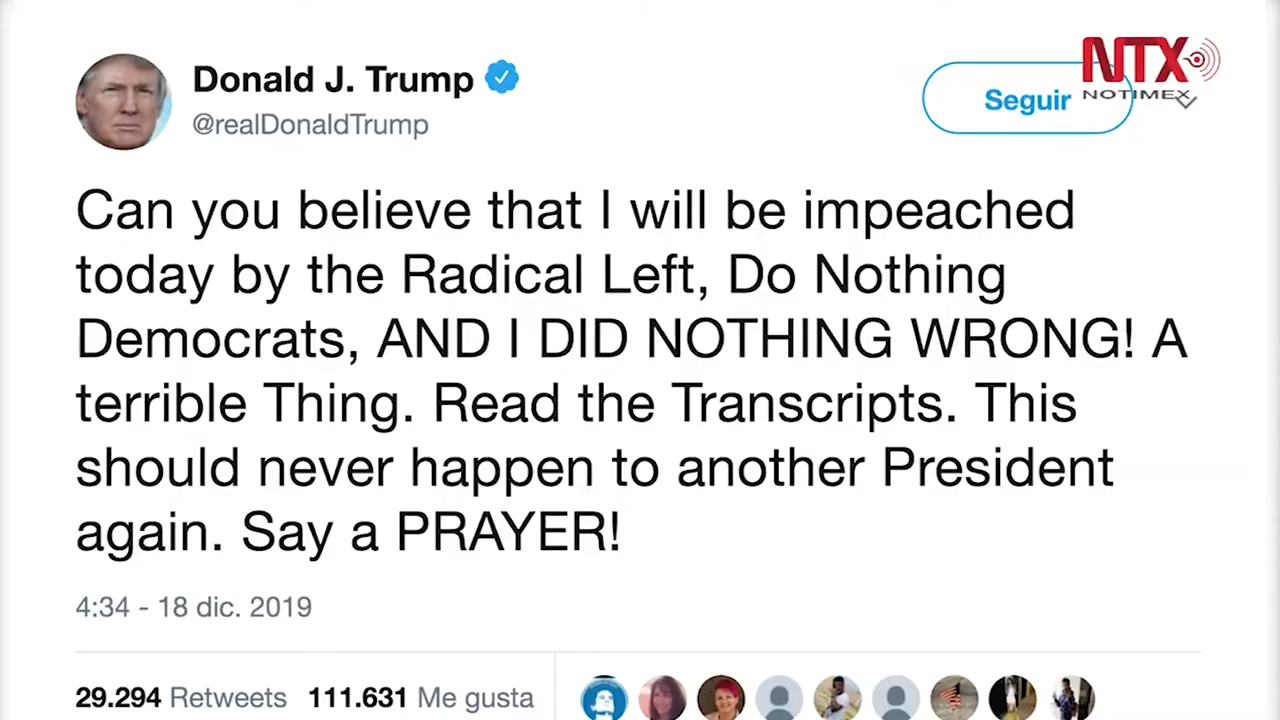 Donald J. Trump
@realDonaldTrump
Seguir
NTX
NOTIMEX
Can you believe that I will be impeached
today by the Radical Left, Do Nothing
Democrats, AND I DID NOTHING WRONG! A
terrible Thing. Read the Transcripts. This
should never happen to another President
again. Say a PRAYER!
4:34 - 18 dic. 2019
29.294 Retweets 111.631 Me gusta